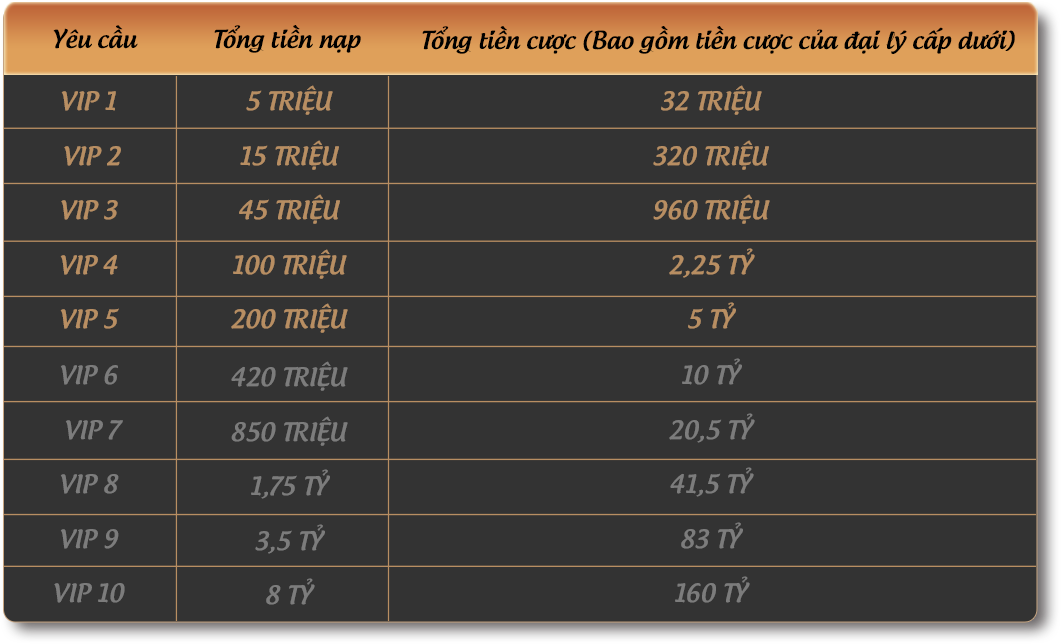 Yêu cầu Tổng tiền nạp Tổng tiền cược (Bao gồm tiền cược của đại lý cấp dưới)
VIP 1 5 TRIỆU 32 TRIỆU
VIP 2 15 TRIỆU 320 TRIỆU
VIP 3 45 TRIỆU 960 TRIỆU
VIP 4 100 TRIỆU 2,25 TỶ
VIP 5 200 TRIỆU 5 TỶ
VIP 6 420 TRIỆU 10 TỶ
VIP 7 850 TRIỆU 20,5 TỶ
VIP 8 1,75 TỶ 41,5 TỶ
VIP 9 3,5 TỶ 83 TỶ
VIP 10 8 TỶ 160 TỶ